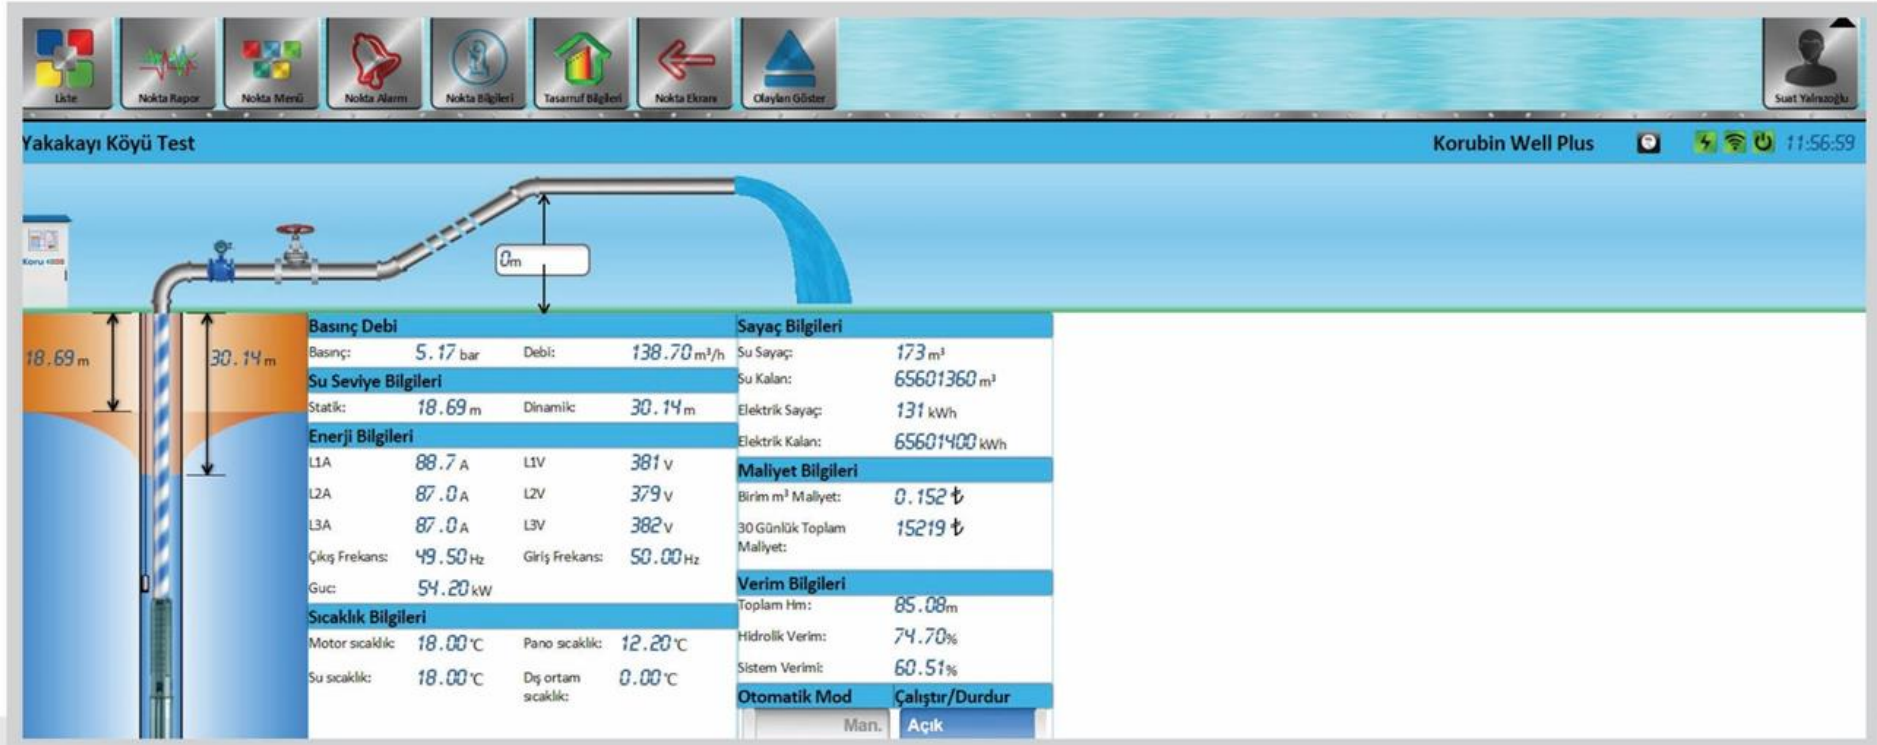 Liste
Nokta Rapor
Nokta Menü
Nokta Alarm
Nokta Bilgileri
Tasarruf Bilgileri
Nokta Ekranı
Olayları Göster
Suat Yalnızoğlu
Yakakayı Köyü Test
Korubin Well Plus
11:56:59
0m
18.69 m
30.14 m
Basınç Debi
Basınç: 5.17 bar Debi: 138.70 m³/h
Su Seviye Bilgileri
Statik: 18.69 m Dinamik: 30.14 m
Enerji Bilgileri
L1A 88.7 A L1V 381 V
L2A 87.0 A L2V 379 V
L3A 87.0 A L3V 382 V
Çıkış Frekans: 49.50 Hz Giriş Frekans: 50.00 Hz
Guc: 54.20 kW
Sıcaklık Bilgileri
Motor sıcaklık: 18.00 °C Pano sıcaklık: 12.20 °C
Su sıcaklık: 18.00 °C Dış ortam sıcaklık: 0.00 °C
Sayaç Bilgileri
Su Sayaç: 173 m³
Su Kalan: 65601360 m³
Elektrik Sayaç: 131 kWh
Elektrik Kalan: 65601400 kWh
Maliyet Bilgileri
Birim m³ Maliyet: 0.152 ₺
30 Günlük Toplam Maliyet: 15219 ₺
Verim Bilgileri
Toplam Hm: 85.08m
Hidrolik Verim: 74.70%
Sistem Verimi: 60.51%
Otomatik Mod Çalıştır/Durdur
Man. Açık